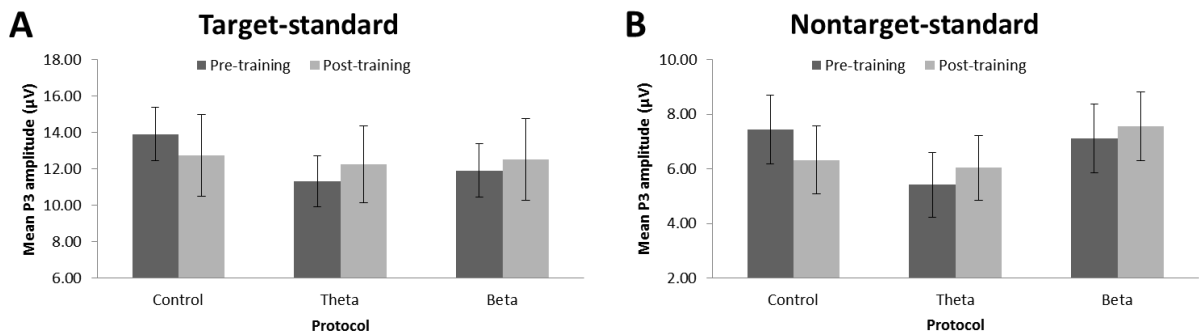 A
Target-standard
Pre-training
Post-training
Mean P3 amplitude (µV)
18.00
16.00
14.00
12.00
10.00
8.00
6.00
Control
Theta
Beta
Protocol
B
Nontarget-standard
Pre-training
Post-training
Mean P3 amplitude (µV)
10.00
8.00
6.00
4.00
2.00
Control
Theta
Beta
Protocol